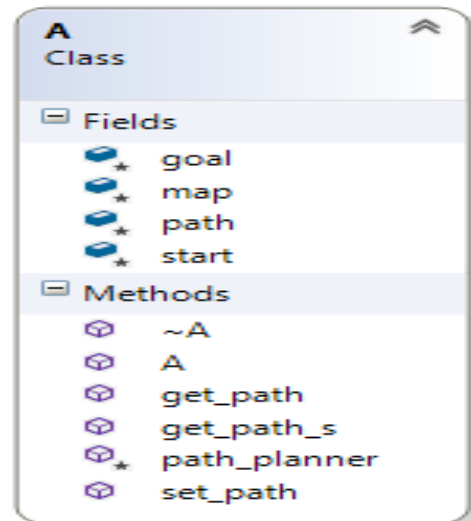 A
Class
Fields
goal
map
path
start
Methods
~A
A
get_path
get_path_s
path_planner
set_path